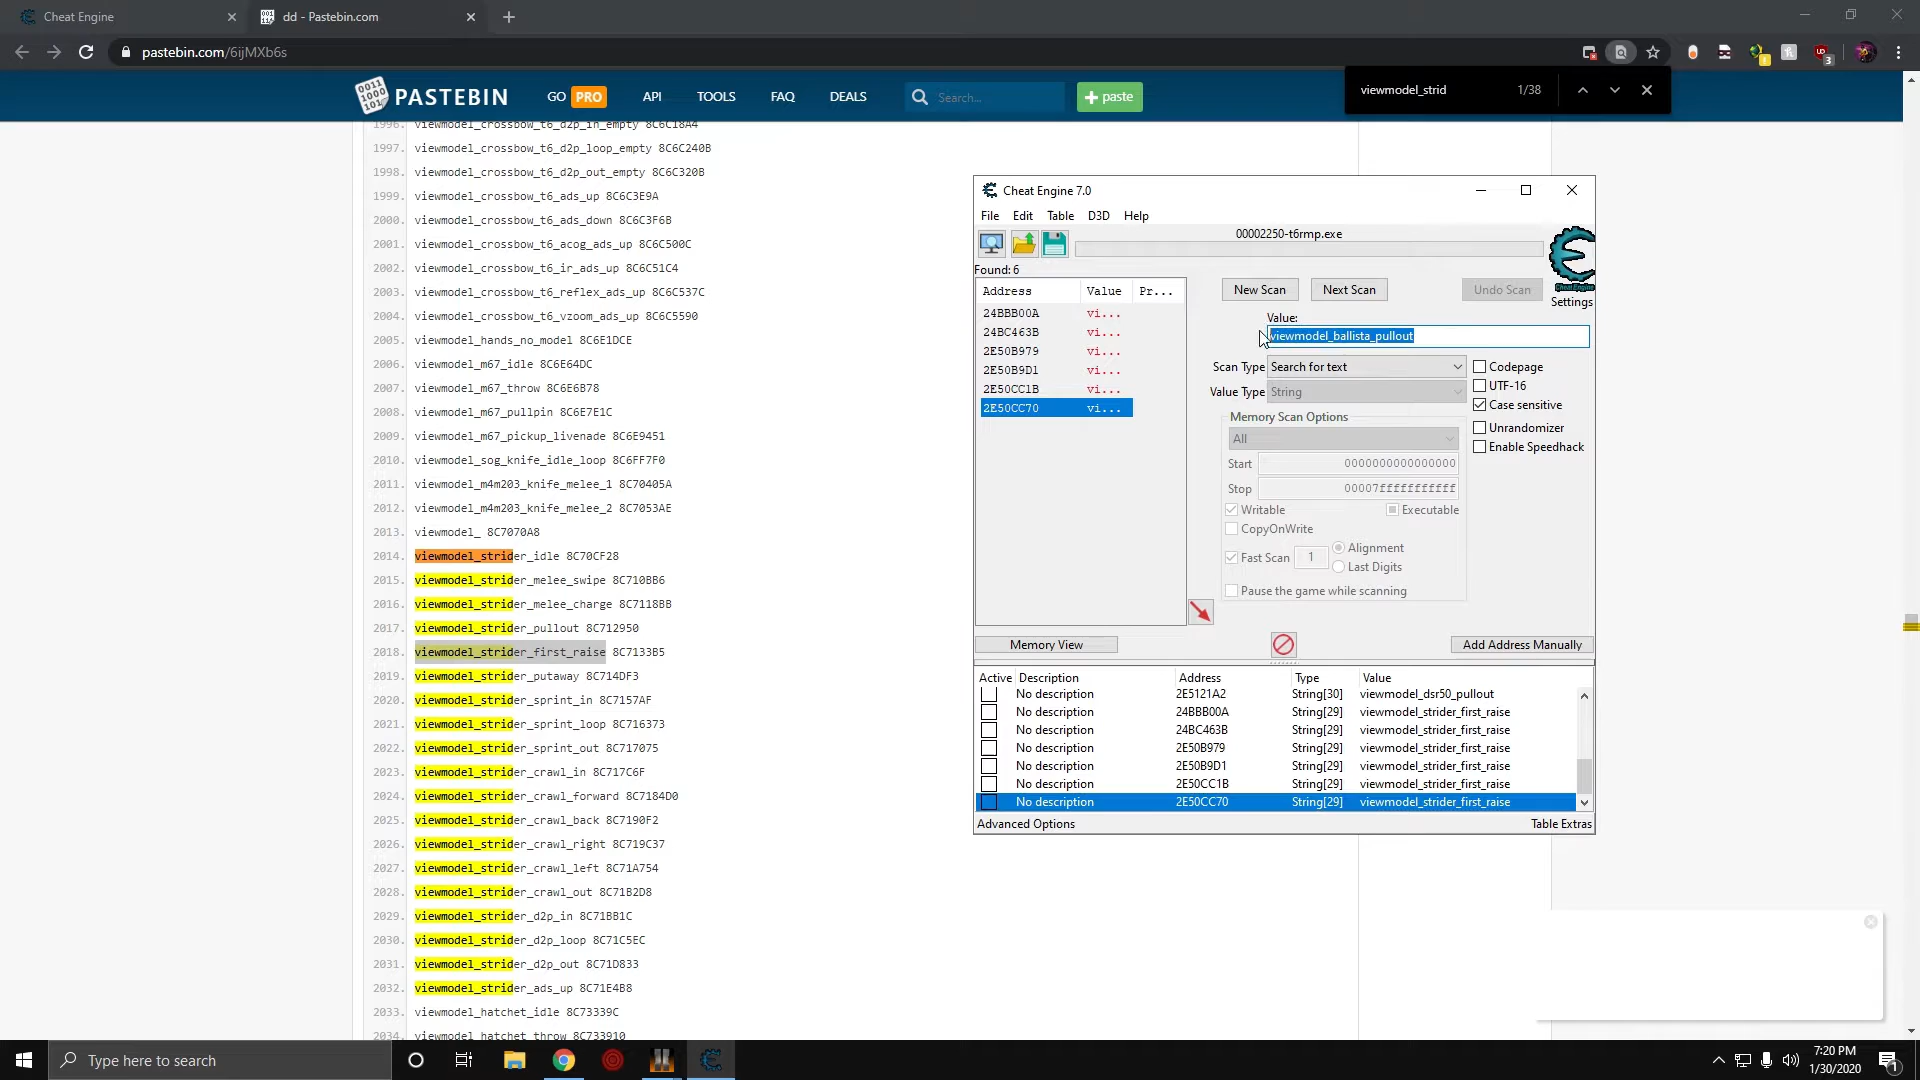 Cheat Engine
dd - Pastebin.com
pastebin.com/6ijMXb6s
PASTEBIN
GO PRO
API
TOOLS
FAQ
DEALS
Search...
+ paste
viewmodel_strid
1/38
1996. viewmodel_crossbow_t6_d2p_in_empty 8C6C18A4
1997. viewmodel_crossbow_t6_d2p_loop_empty 8C6C240B
1998. viewmodel_crossbow_t6_d2p_out_empty 8C6C320B
1999. viewmodel_crossbow_t6_ads_up 8C6C3E9A
2000. viewmodel_crossbow_t6_ads_down 8C6C3F6B
2001. viewmodel_crossbow_t6_acog_ads_up 8C6C500C
2002. viewmodel_crossbow_t6_ir_ads_up 8C6C51C4
2003. viewmodel_crossbow_t6_reflex_ads_up 8C6C537C
2004. viewmodel_crossbow_t6_vzoom_ads_up 8C6C5590
2005. viewmodel_hands_no_model 8C6E1DCE
2006. viewmodel_m67_idle 8C6E64DC
2007. viewmodel_m67_throw 8C6E6B78
2008. viewmodel_m67_pullpin 8C6E7E1C
2009. viewmodel_m67_pickup_livenade 8C6E9451
2010. viewmodel_sog_knife_idle_loop 8C6FF7F0
2011. viewmodel_m4m203_knife_melee_1 8C70405A
2012. viewmodel_m4m203_knife_melee_2 8C7053AE
2013. viewmodel_ 8C7070A8
2014. viewmodel_strider_idle 8C70CF28
2015. viewmodel_strider_melee_swipe 8C710BB6
2016. viewmodel_strider_melee_charge 8C7118BB
2017. viewmodel_strider_pullout 8C712950
2018. viewmodel_strider_first_raise 8C7133B5
2019. viewmodel_strider_putaway 8C714DF3
2020. viewmodel_strider_sprint_in 8C7157AF
2021. viewmodel_strider_sprint_loop 8C716373
2022. viewmodel_strider_sprint_out 8C717075
2023. viewmodel_strider_crawl_in 8C717C6F
2024. viewmodel_strider_crawl_forward 8C7184D0
2025. viewmodel_strider_crawl_back 8C7190F2
2026. viewmodel_strider_crawl_right 8C719C37
2027. viewmodel_strider_crawl_left 8C71A754
2028. viewmodel_strider_crawl_out 8C71B2D8
2029. viewmodel_strider_d2p_in 8C71BB1C
2030. viewmodel_strider_d2p_loop 8C71C5EC
2031. viewmodel_strider_d2p_out 8C71D833
2032. viewmodel_strider_ads_up 8C71E4B8
2033. viewmodel_hatchet_idle 8C73339C
2034. viewmodel_hatchet_throw 8C733910
Cheat Engine 7.0
File Edit Table D3D Help
00002250-t6rmp.exe
Found: 6
Address Value Pr...
24BBB00A vi...
24BC463B vi...
2E50B979 vi...
2E50B9D1 vi...
2E50CC1B vi...
2E50CC70 vi...
New Scan
Next Scan
Undo Scan
Settings
Value:
viewmodel_ballista_pullout
Scan Type Search for text
Value Type String
Codepage
UTF-16
Case sensitive
Unrandomizer
Enable Speedhack
Memory Scan Options
All
Start 0000000000000000
Stop 00007fffffffffff
Writable
Executable
CopyOnWrite
Fast Scan 1
Alignment
Last Digits
Pause the game while scanning
Memory View
Add Address Manually
Active Description Address Type Value
No description 2E5121A2 String[30] viewmodel_dsr50_pullout
No description 24BBB00A String[29] viewmodel_strider_first_raise
No description 24BC463B String[29] viewmodel_strider_first_raise
No description 2E50B979 String[29] viewmodel_strider_first_raise
No description 2E50B9D1 String[29] viewmodel_strider_first_raise
No description 2E50CC1B String[29] viewmodel_strider_first_raise
No description 2E50CC70 String[29] viewmodel_strider_first_raise
Advanced Options
Table Extras
Type here to search
7:20 PM
1/30/2020